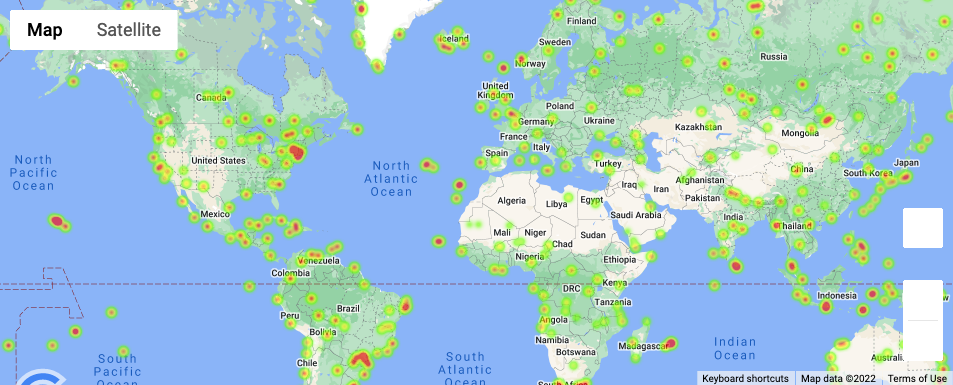 Map Satellite
Finland
Iceland
Sweden
Norway
Russia
United
Kingdom
Canada
Poland
Germany
Ukraine
France
Kazakhstan
Mongolia
Spain
Italy
North
Pacific
Ocean
United States
North
Atlantic
Ocean
Turkey
China
Japan
South Korea
Afghanistan
Iraq
Iran
Pakistan
Algeria
Libya
Egypt
Saudi Arabia
India
Mexico
Mali
Niger
Chad
Sudan
Thailand
Nigeria
Ethiopia
Venezuela
Colombia
Kenya
DRC
Tanzania
Indonesia
Peru
Brazil
Angola
Bolivia
Namibia
Madagascar
Botswana
Chile
South
Pacific
Ocean
South
Atlantic
Ocean
Indian
Ocean
Australi
South Afri
Keyboard shortcuts Map data ©2022 Terms of Use